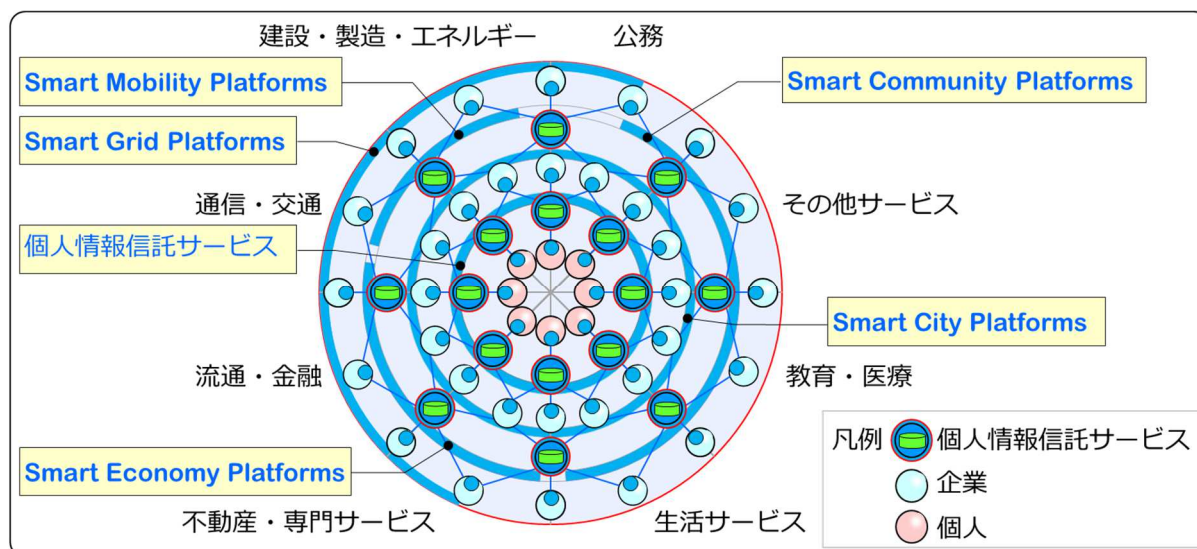 建設・製造・エネルギー
公務
Smart Mobility Platforms
Smart Community Platforms
Smart Grid Platforms
通信・交通
その他サービス
個人情報信託サービス
Smart City Platforms
流通・金融
教育・医療
凡例
個人情報信託サービス
企業
個人
Smart Economy Platforms
不動産・専門サービス
生活サービス